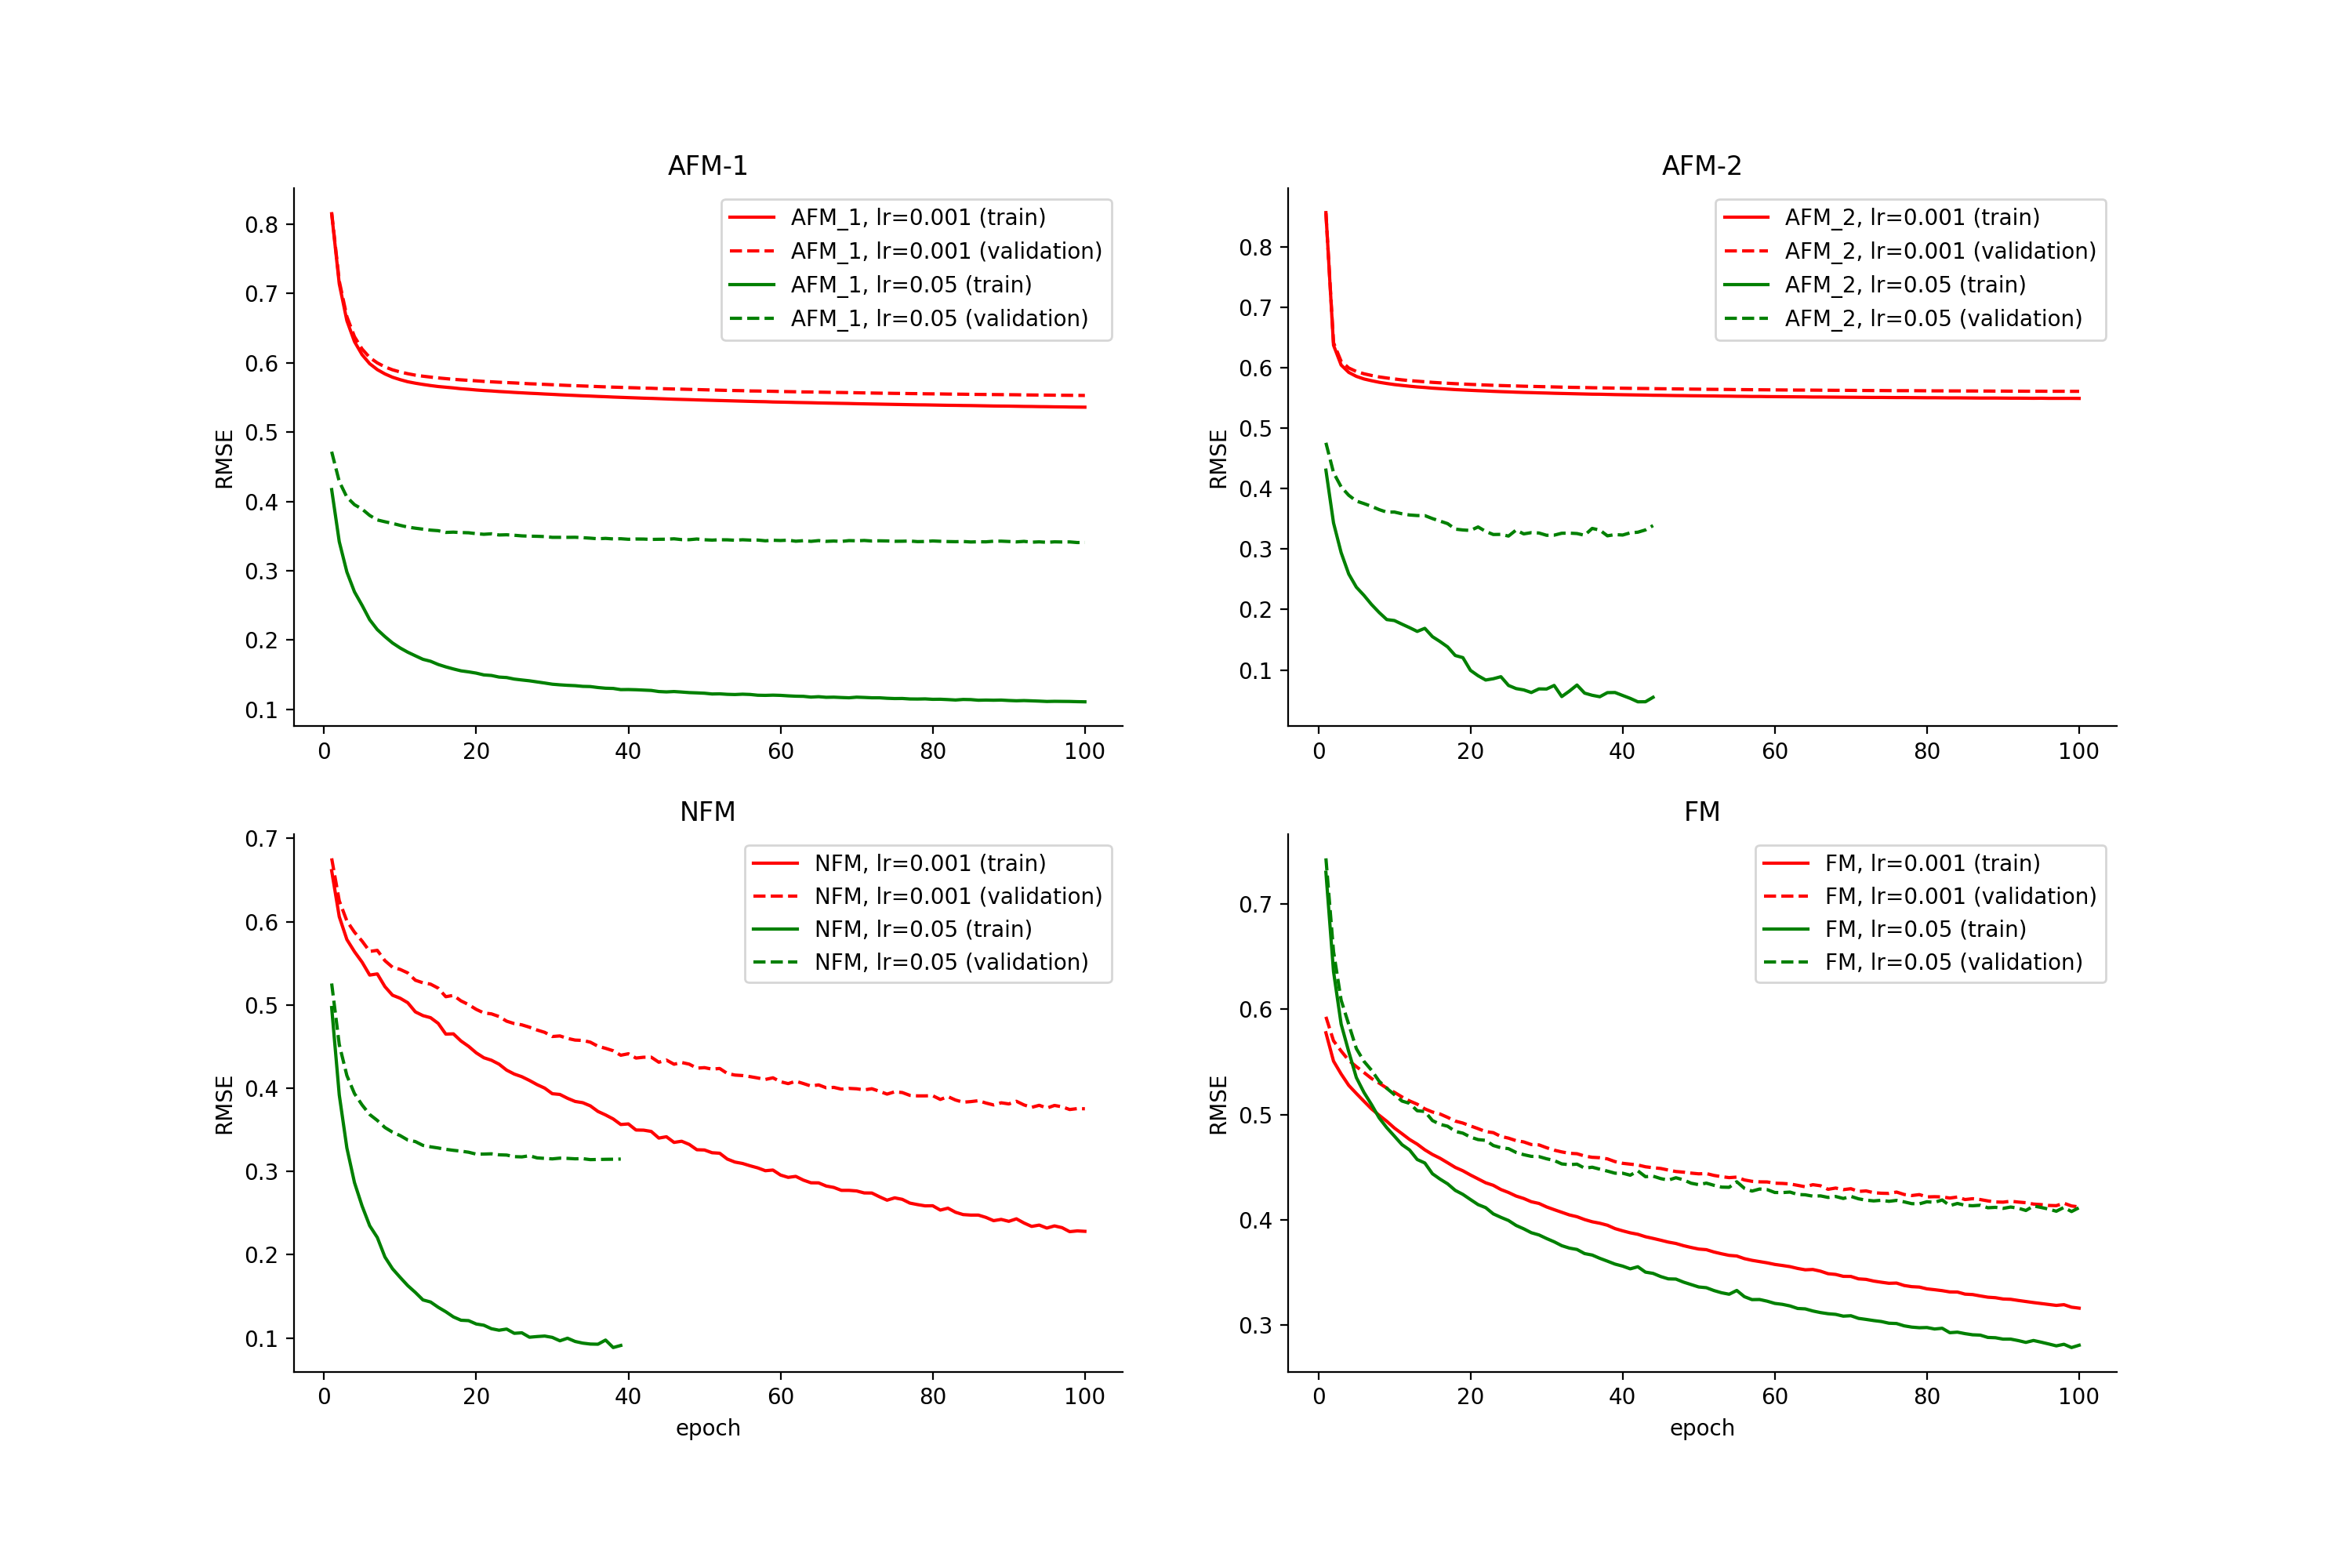 AFM-1
AFM_1, lr=0.001 (train)
AFM_1, lr=0.001 (validation)
AFM_1, lr=0.05 (train)
AFM_1, lr=0.05 (validation)
RMSE
0.8
0.7
0.6
0.5
0.4
0.3
0.2
0.1
0 20 40 60 80 100
AFM-2
AFM_2, lr=0.001 (train)
AFM_2, lr=0.001 (validation)
AFM_2, lr=0.05 (train)
AFM_2, lr=0.05 (validation)
RMSE
0.8
0.7
0.6
0.5
0.4
0.3
0.2
0.1
0 20 40 60 80 100
NFM
NFM, lr=0.001 (train)
NFM, lr=0.001 (validation)
NFM, lr=0.05 (train)
NFM, lr=0.05 (validation)
RMSE
0.7
0.6
0.5
0.4
0.3
0.2
0.1
0 20 40 60 80 100
epoch
FM
FM, lr=0.001 (train)
FM, lr=0.001 (validation)
FM, lr=0.05 (train)
FM, lr=0.05 (validation)
RMSE
0.7
0.6
0.5
0.4
0.3
0 20 40 60 80 100
epoch